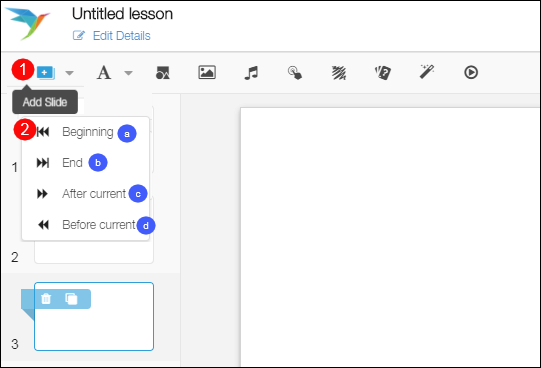 Untitled lesson
Edit Details
1
A
Add Slide
2
Beginning a
End b
After current c
Before current d
1
2
3